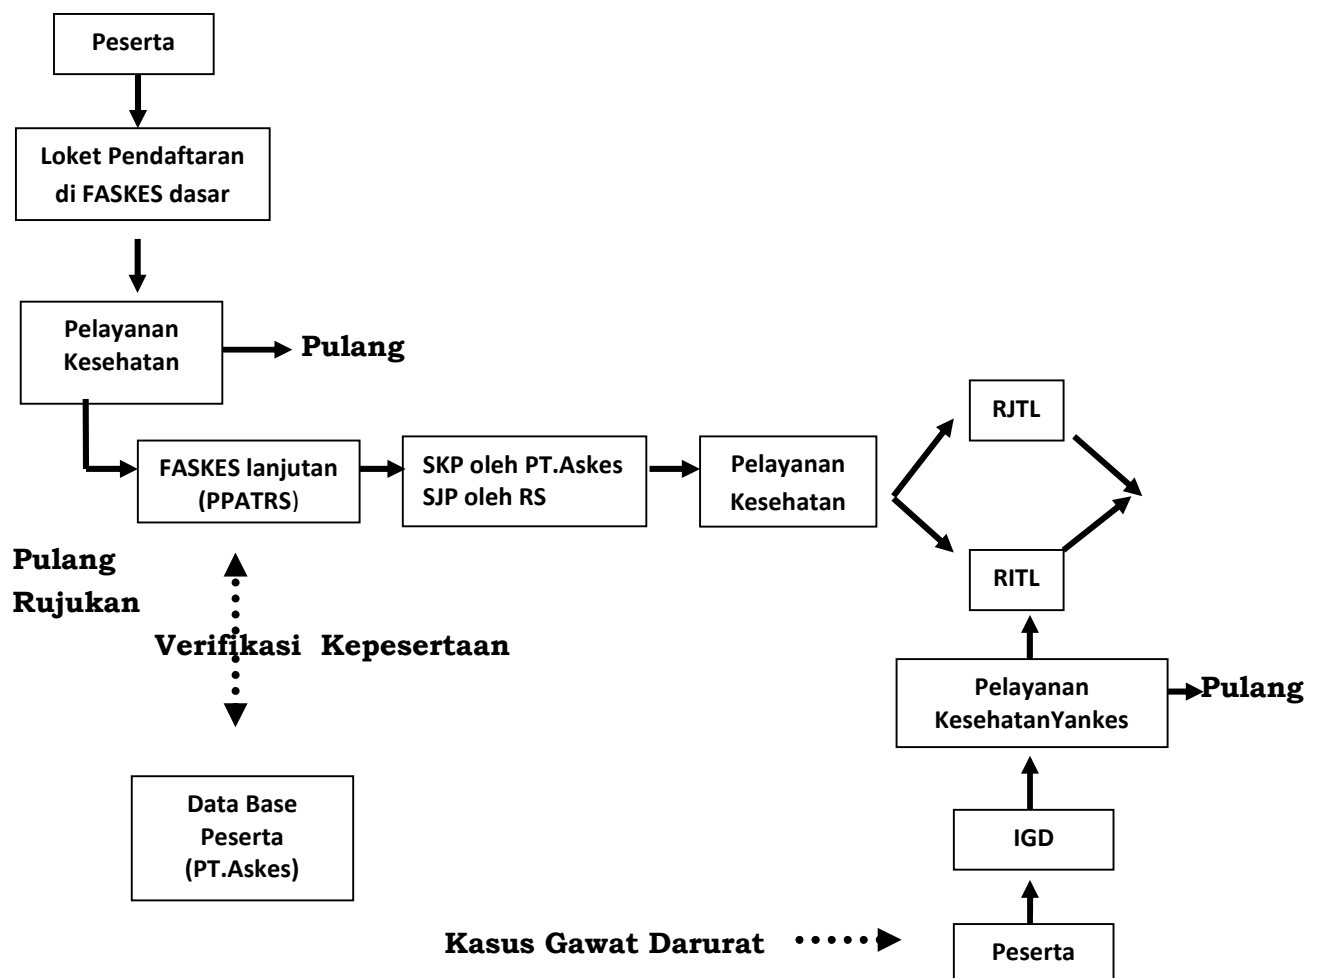 Peserta
Loket Pendaftaran
di FASKES dasar
Pelayanan
Kesehatan
Pulang
FASKES lanjutan
(PPATRS)
SKP oleh PT.Askes
SJP oleh RS
Pelayanan
Kesehatan
RJTL
RITL
Pulang
Rujukan
Verifikasi Kepesertaan
Data Base
Peserta
(PT.Askes)
Pelayanan
KesehatanYankes
Pulang
IGD
Kasus Gawat Darurat
Peserta